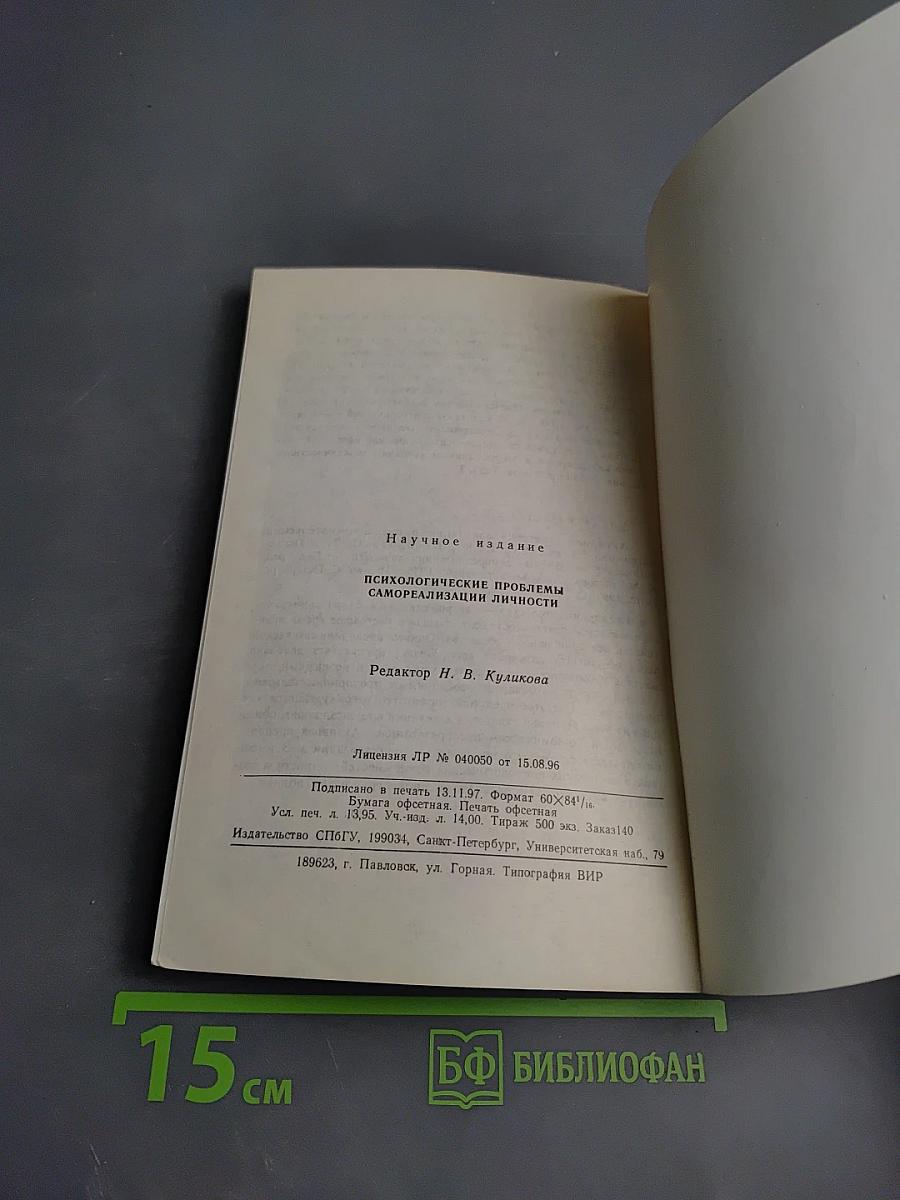 Научное издание
ПСИХОЛОГИЧЕСКИЕ ПРОБЛЕМЫ
САМОРЕАЛИЗАЦИИ ЛИЧНОСТИ
Редактор Н. В. Куликова
Лицензия ЛР № 040050 от 15.08.96
Подписано в печать 13.11.97. Формат 60×84¹/₁₆.
Бумага офсетная. Печать офсетная
Усл. печ. л. 13,95. Уч.-изд. л. 14,00. Тираж 500 экз. Заказ140
Издательство СПбГУ, 199034, Санкт-Петербург, Университетская наб., 7/9
189623, г. Павловск, ул. Горная. Типография ВИР
15 см
БФ БИБЛИОФАН